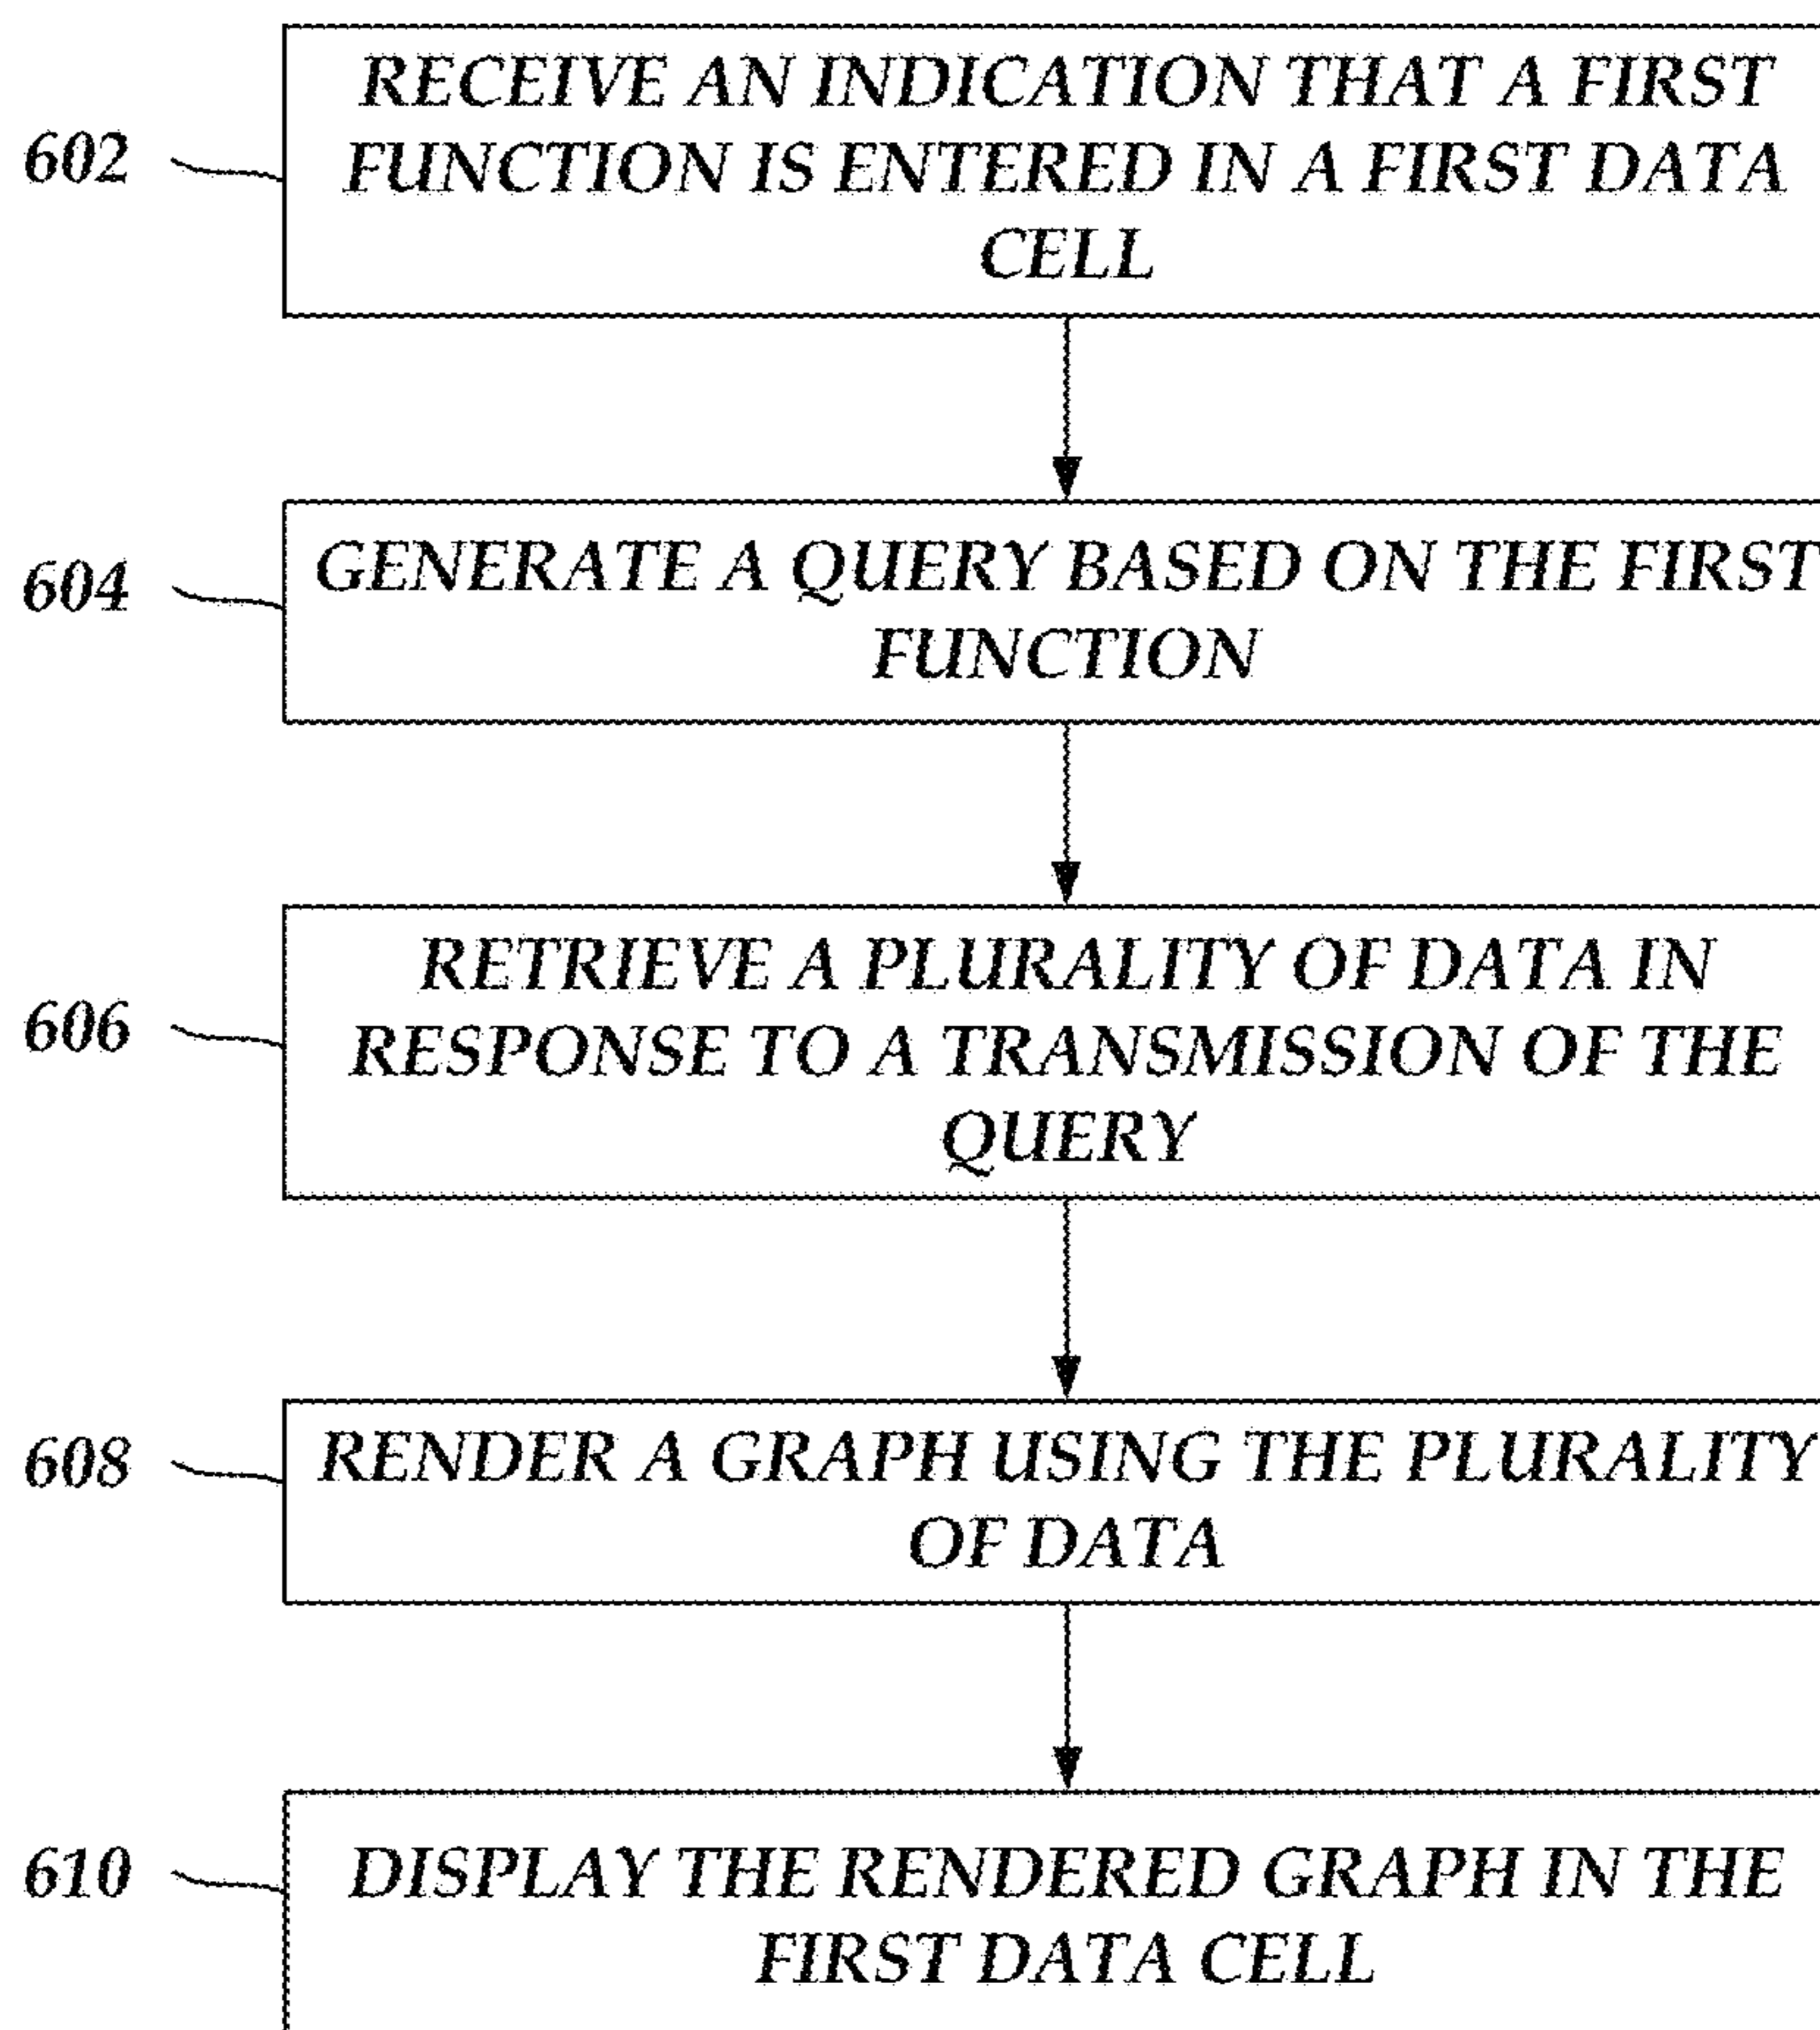 RECEIVE AN INDICATION THAT A FIRST
602
FUNCTION IS ENTERED IN A FIRST DATA
CELL
604
GENERATE A QUERY BASED ON THE FIRST
FUNCTION
RETRIEVE A PLURALITY OF DATA IN
606
RESPONSE TO A TRANSMISSION OF THE
QUERY
608
RENDER A GRAPH USING THE PLURALITY
OF DATA
610
DISPLAY THE RENDERED GRAPH IN THE
FIRST DATA CELL